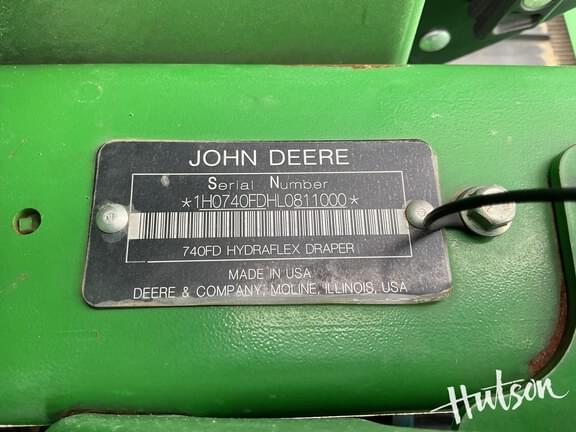 JOHN DEERE
Serial Number
*1H0740FDHL0811000*
740FD HYDRAFLEX DRAPER
MADE IN USA
DEERE & COMPANY, MOLINE, ILLINOIS, USA
Hutson